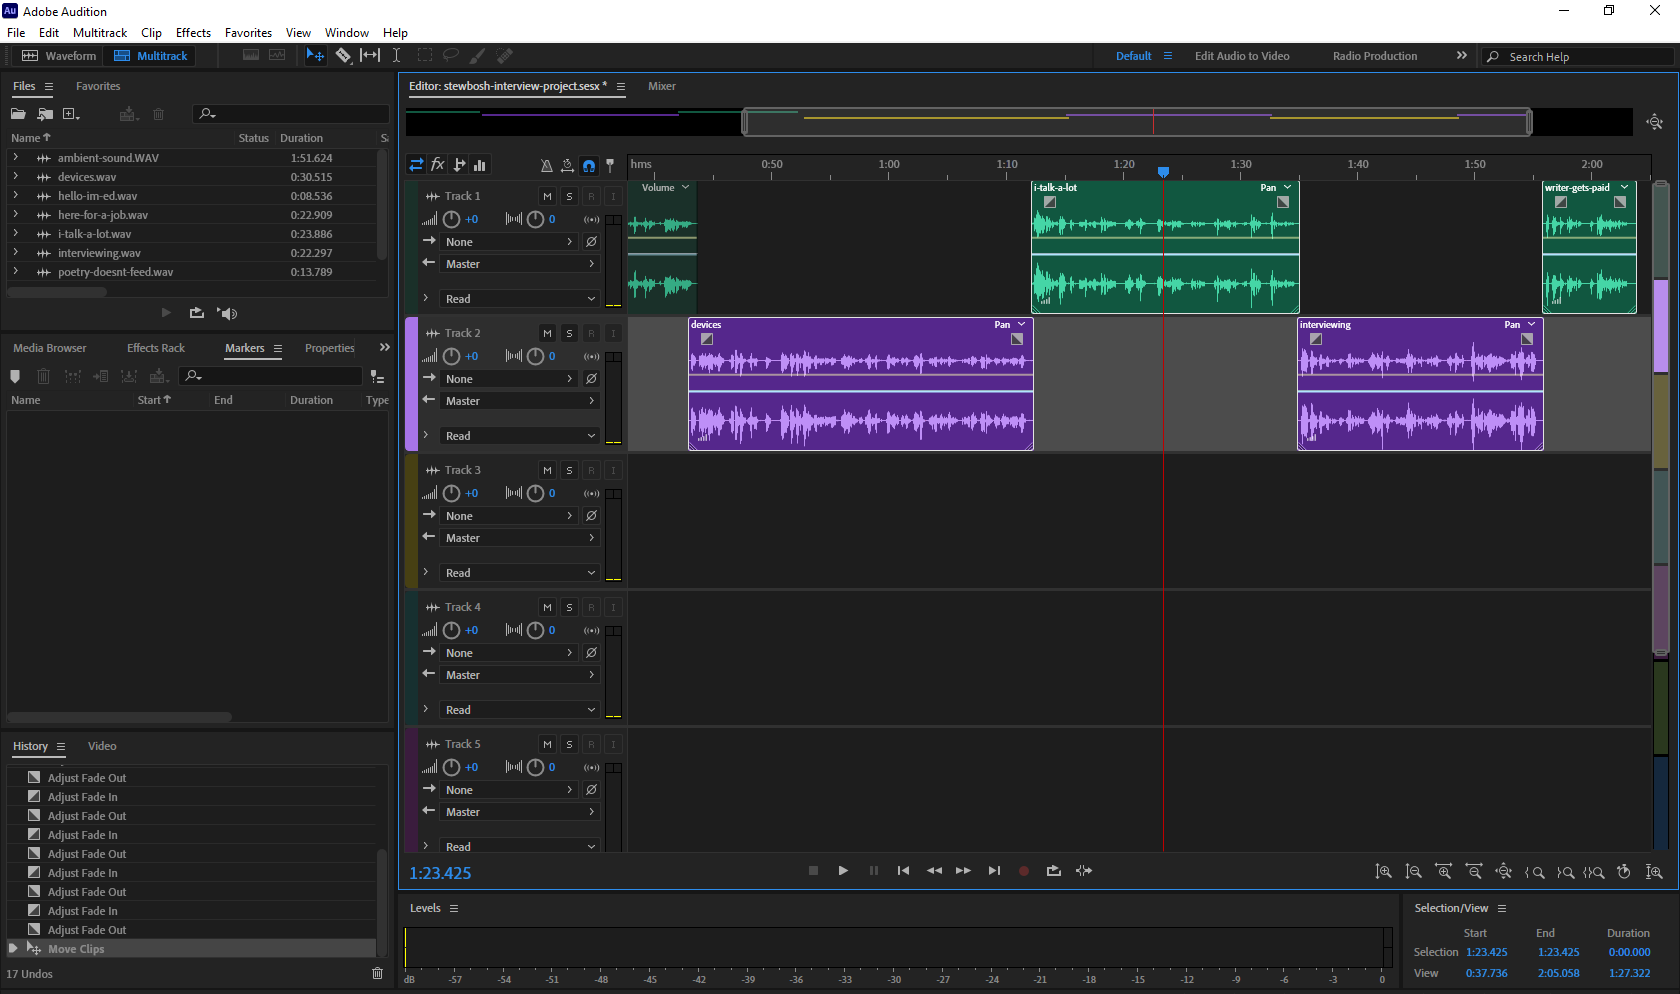 Au Adobe Audition
File Edit Multitrack Clip Effects Favorites View Window Help
Waveform Multitrack Default Edit Audio to Video Radio Production Search Help
Files Favorites
Name Status Duration
ambient-sound.WAV 1:51.624
devices.wav 0:30.515
hello-im-ed.wav 0:08.536
here-for-a-job.wav 0:22.909
i-talk-a-lot.wav 0:23.886
interviewing.wav 0:22.297
poetry-doesnt-feed.wav 0:13.789
Media Browser Effects Rack Markers Properties
Name Start End Duration Type
History Video
Adjust Fade Out
Adjust Fade In
Adjust Fade Out
Adjust Fade In
Adjust Fade Out
Adjust Fade In
Adjust Fade Out
Adjust Fade In
Adjust Fade Out
Move Clips
17 Undos
Editor: stewbosh-interview-project.sesx * Mixer
fx hms 0:50 1:00 1:10 1:20 1:30 1:40 1:50 2:00
Track 1 M S R I
+0 0
None
Master
Read
Volume
i-talk-a-lot Pan
writer-gets-paid
Track 2 M S R I
+0 0
None
Master
Read
devices Pan
interviewing Pan
Track 3 M S R I
+0 0
None
Master
Read
Track 4 M S R I
+0 0
None
Master
Read
Track 5 M S R I
+0 0
None
Master
Read
1:23.425
Levels
dB -57 -54 -51 -48 -45 -42 -39 -36 -33 -30 -27 -24 -21 -18 -15 -12 -9 -6 -3 0
Selection/View
Start End Duration
Selection 1:23.425 1:23.425 0:00.000
View 0:37.736 2:05.058 1:27.322